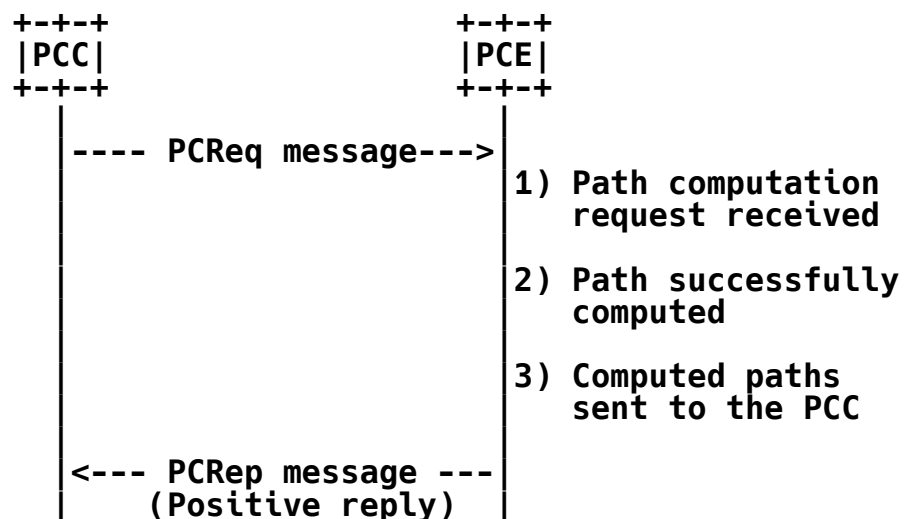 +-+-+                  +-+-+
|PCC|                  |PCE|
+-+-+                  +-+-+
  |                      |
  |---- PCReq message--->|
  |                      |1) Path computation
  |                      |   request received
  |                      |
  |                      |2) Path successfully
  |                      |   computed
  |                      |
  |                      |3) Computed paths
  |                      |   sent to the PCC
  |                      |
  |<--- PCRep message ---|
  |    (Positive reply)  |